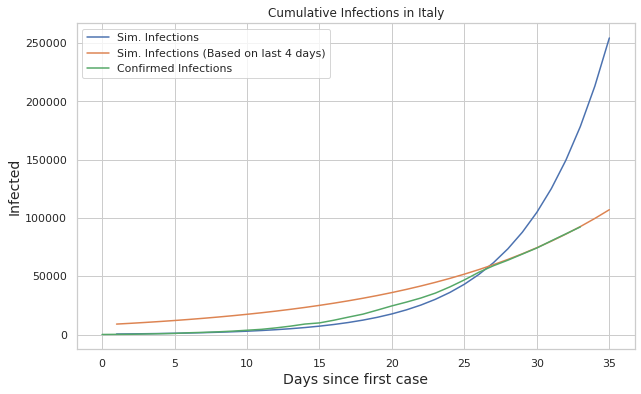 Cumulative Infections in Italy
Sim. Infections
Sim. Infections (Based on last 4 days)
Confirmed Infections
Infected
250000
200000
150000
100000
50000
0
0 5 10 15 20 25 30 35
Days since first case